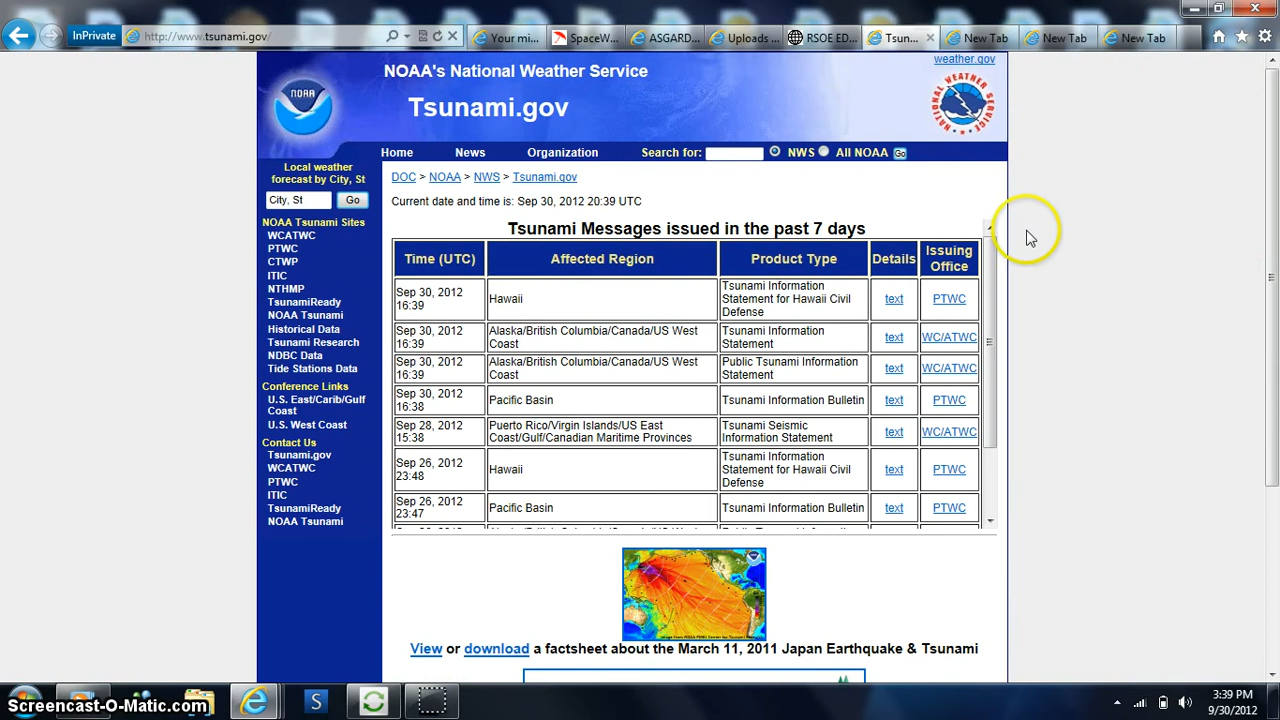 InPrivate
http://www.tsunami.gov/
Your mi...
SpaceW...
ASGARD...
Uploads ...
RSOE ED...
Tsun...
New Tab
New Tab
New Tab
NOAA's National Weather Service
weather.gov
Tsunami.gov
NOAA
NATIONAL WEATHER SERVICE
Home
News
Organization
Search for:
NWS
All NOAA
Go
Local weather
forecast by City, St
City, St
Go
NOAA Tsunami Sites
WCATWC
PTWC
CTWP
ITIC
NTHMP
TsunamiReady
NOAA Tsunami
Historical Data
Tsunami Research
NDBC Data
Tide Stations Data
Conference Links
U.S. East/Carib/Gulf
Coast
U.S. West Coast
Contact Us
Tsunami.gov
WCATWC
PTWC
ITIC
TsunamiReady
NOAA Tsunami
DOC > NOAA > NWS > Tsunami.gov
Current date and time is: Sep 30, 2012 20:39 UTC
Tsunami Messages issued in the past 7 days
Time (UTC)
Affected Region
Product Type
Details
Issuing
Office
Sep 30, 2012
16:39
Hawaii
Tsunami Information
Statement for Hawaii Civil
Defense
text
PTWC
Sep 30, 2012
16:39
Alaska/British Columbia/Canada/US West
Coast
Tsunami Information
Statement
text
WC/ATWC
Sep 30, 2012
16:39
Alaska/British Columbia/Canada/US West
Coast
Public Tsunami Information
Statement
text
WC/ATWC
Sep 30, 2012
16:38
Pacific Basin
Tsunami Information Bulletin
text
PTWC
Sep 28, 2012
15:38
Puerto Rico/Virgin Islands/US East
Coast/Gulf/Canadian Maritime Provinces
Tsunami Seismic
Information Statement
text
WC/ATWC
Sep 26, 2012
23:48
Hawaii
Tsunami Information
Statement for Hawaii Civil
Defense
text
PTWC
Sep 26, 2012
23:47
Pacific Basin
Tsunami Information Bulletin
text
PTWC
View or download a factsheet about the March 11, 2011 Japan Earthquake & Tsunami
S
Screencast-O-Matic.com
3:39 PM
9/30/2012